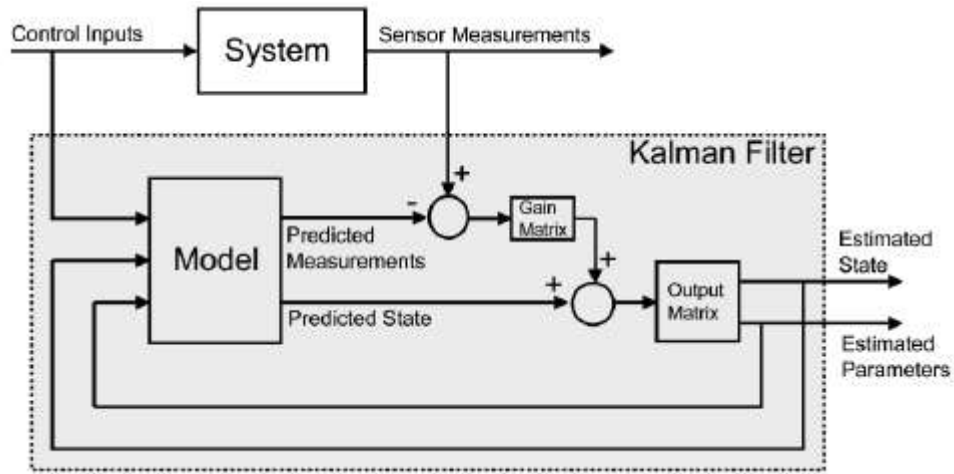 Control Inputs
System
Sensor Measurements
Kalman Filter
+
-
Gain
Matrix
Model
Predicted
Measurements
+
+
Estimated
State
Output
Matrix
Predicted State
Estimated
Parameters